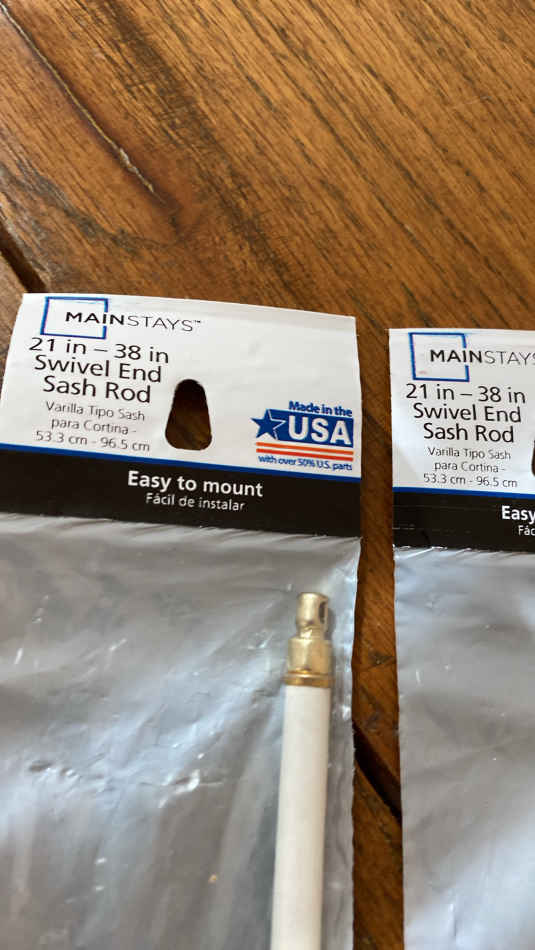 MAINSTAYS™
21 in – 38 in
Swivel End
Sash Rod
Varilla Tipo Sash
para Cortina -
53.3 cm - 96.5 cm
Made in the
USA
with over 50% U.S. parts
Easy to mount
Fácil de instalar
MAINSTAYS
21 in – 38 in
Swivel End
Sash Rod
Varilla Tipo Sash
para Cortina -
53.3 cm - 96.5 cm
Easy
Fác